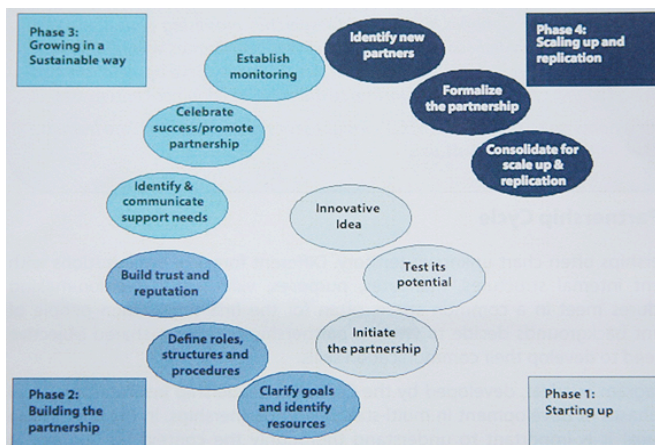 Phase 3:
Growing in a
Sustainable way
Establish
monitoring
Identify new
partners
Phase 4:
Scaling up and
replication
Celebrate
success/promote
partnership
Formalize
the partnership
Consolidate for
scale up &
replication
Identify &
communicate
support needs
Innovative
Idea
Build trust and
reputation
Test its
potential
Define roles,
structures and
procedures
Initiate
the partnership
Phase 2:
Building the
partnership
Clarify goals
and identify
resources
Phase 1:
Starting up